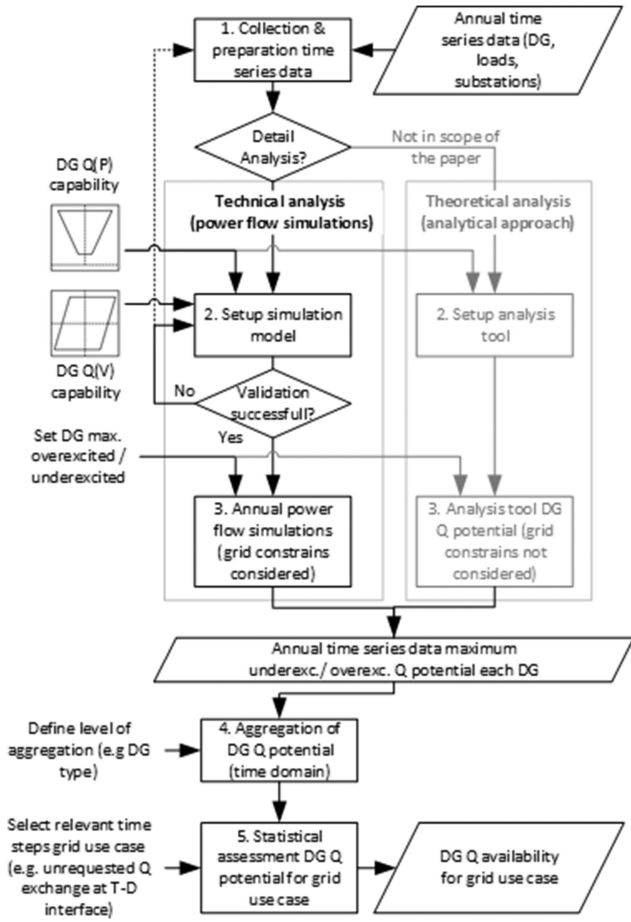 1. Collection &
preparation time
series data
Annual time
series data (DG,
loads,
substations)
Detail
Analysis?
Not in scope of
the paper
DG Q(P)
capability
Technical analysis
(power flow simulations)
Theoretical analysis
(analytical approach)
2. Setup simulation
model
2. Setup analysis
tool
DG Q(V)
capability
No
Validation
successfull?
Yes
Set DG max.
overexcited /
underexcited
3. Annual power
flow simulations
(grid constrains
considered)
3. Analysis tool DG
Q potential (grid
constrains not
considered)
Annual time series data maximum
underexc./ overexc. Q potential each DG
Define level of
aggregation (e.g DG
type)
4. Aggregation of
DG Q potential
(time domain)
Select relevant time
steps grid use case
(e.g. unrequested Q
exchange at T-D
interface)
5. Statistical
assessment DG Q
potential for grid
use case
DG Q availability
for grid use case